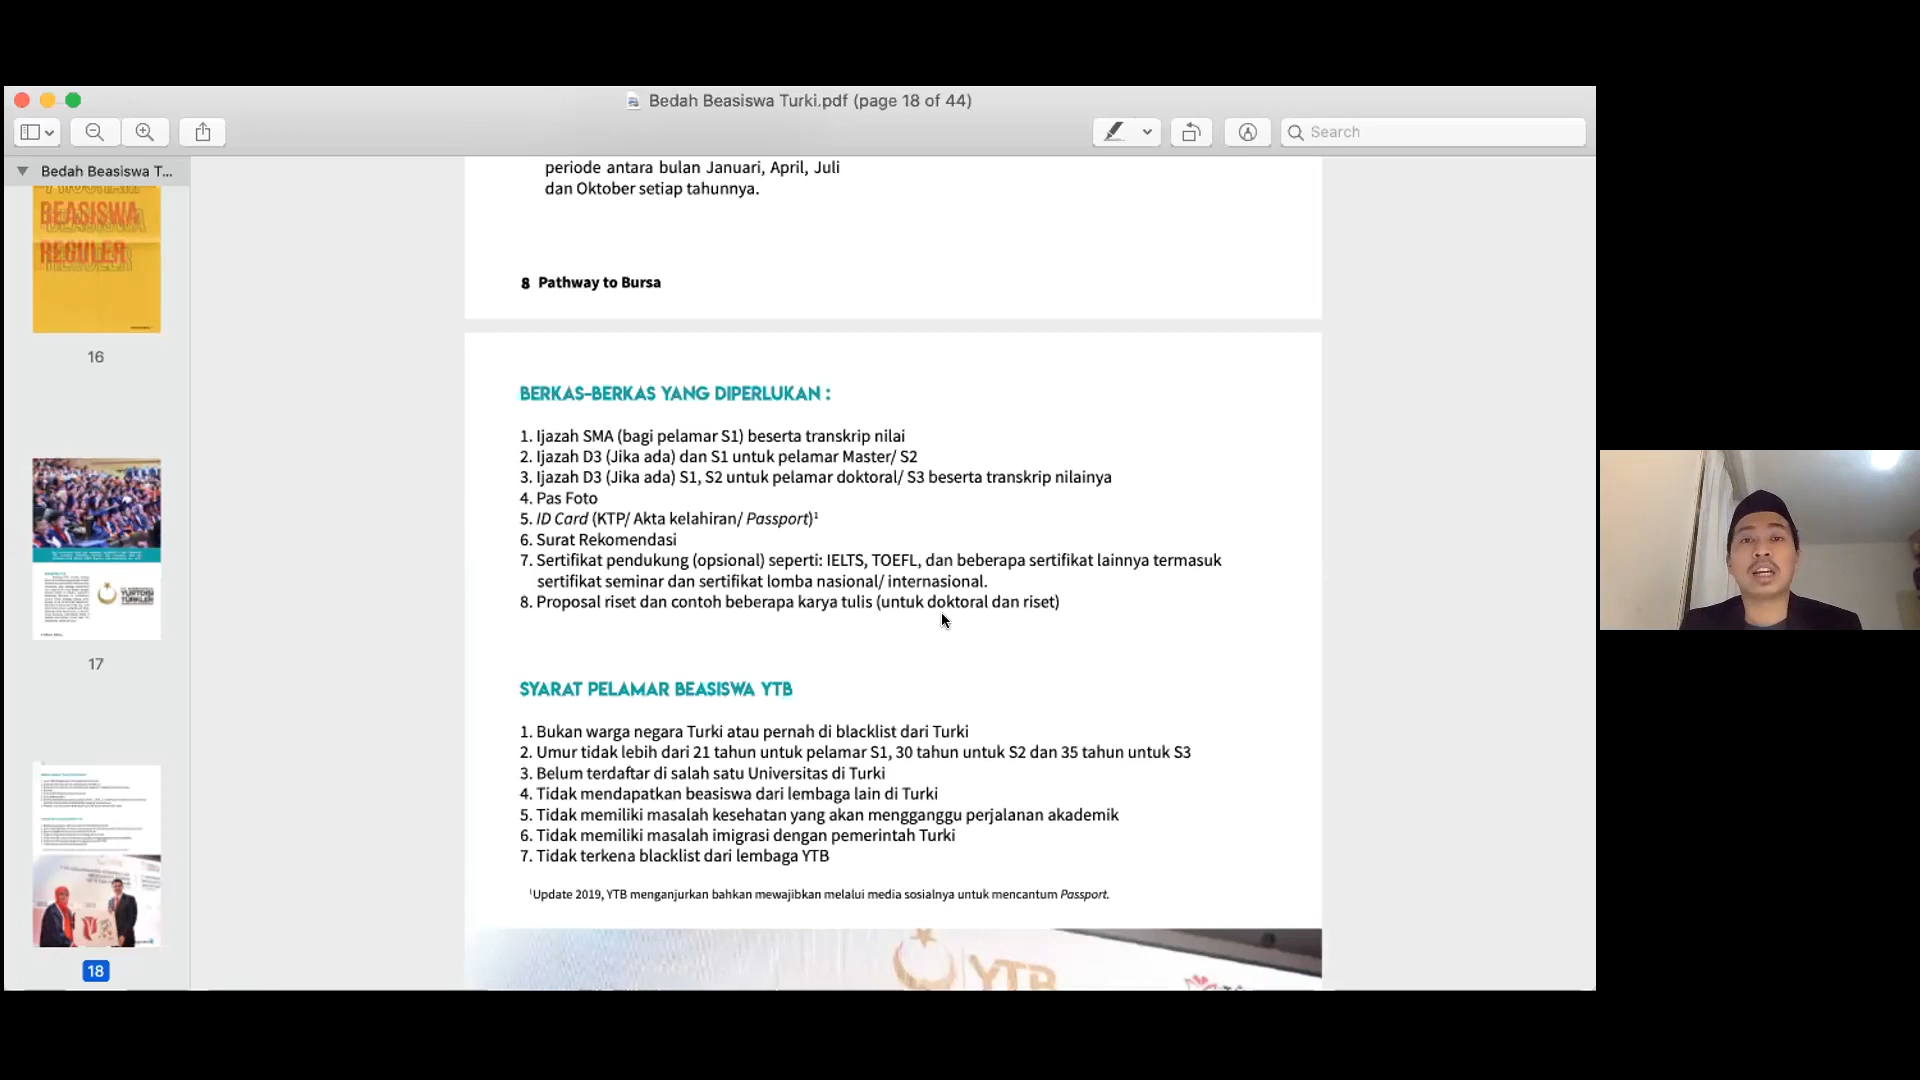 Bedah Beasiswa Turki.pdf (page 18 of 44)
Search
Bedah Beasiswa T...
BEASISWA
REGULER
16
17
18
periode antara bulan Januari, April, Juli
dan Oktober setiap tahunnya.
8 Pathway to Bursa
BERKAS-BERKAS YANG DIPERLUKAN :
1. Ijazah SMA (bagi pelamar S1) beserta transkrip nilai
2. Ijazah D3 (Jika ada) dan S1 untuk pelamar Master/ S2
3. Ijazah D3 (Jika ada) S1, S2 untuk pelamar doktoral/ S3 beserta transkrip nilainya
4. Pas Foto
5. ID Card (KTP/ Akta kelahiran/ Passport)¹
6. Surat Rekomendasi
7. Sertifikat pendukung (opsional) seperti: IELTS, TOEFL, dan beberapa sertifikat lainnya termasuk
sertifikat seminar dan sertifikat lomba nasional/ internasional.
8. Proposal riset dan contoh beberapa karya tulis (untuk doktoral dan riset)
SYARAT PELAMAR BEASISWA YTB
1. Bukan warga negara Turki atau pernah di blacklist dari Turki
2. Umur tidak lebih dari 21 tahun untuk pelamar S1, 30 tahun untuk S2 dan 35 tahun untuk S3
3. Belum terdaftar di salah satu Universitas di Turki
4. Tidak mendapatkan beasiswa dari lembaga lain di Turki
5. Tidak memiliki masalah kesehatan yang akan mengganggu perjalanan akademik
6. Tidak memiliki masalah imigrasi dengan pemerintah Turki
7. Tidak terkena blacklist dari lembaga YTB
¹Update 2019, YTB menganjurkan bahkan mewajibkan melalui media sosialnya untuk mencantum Passport.
YTB